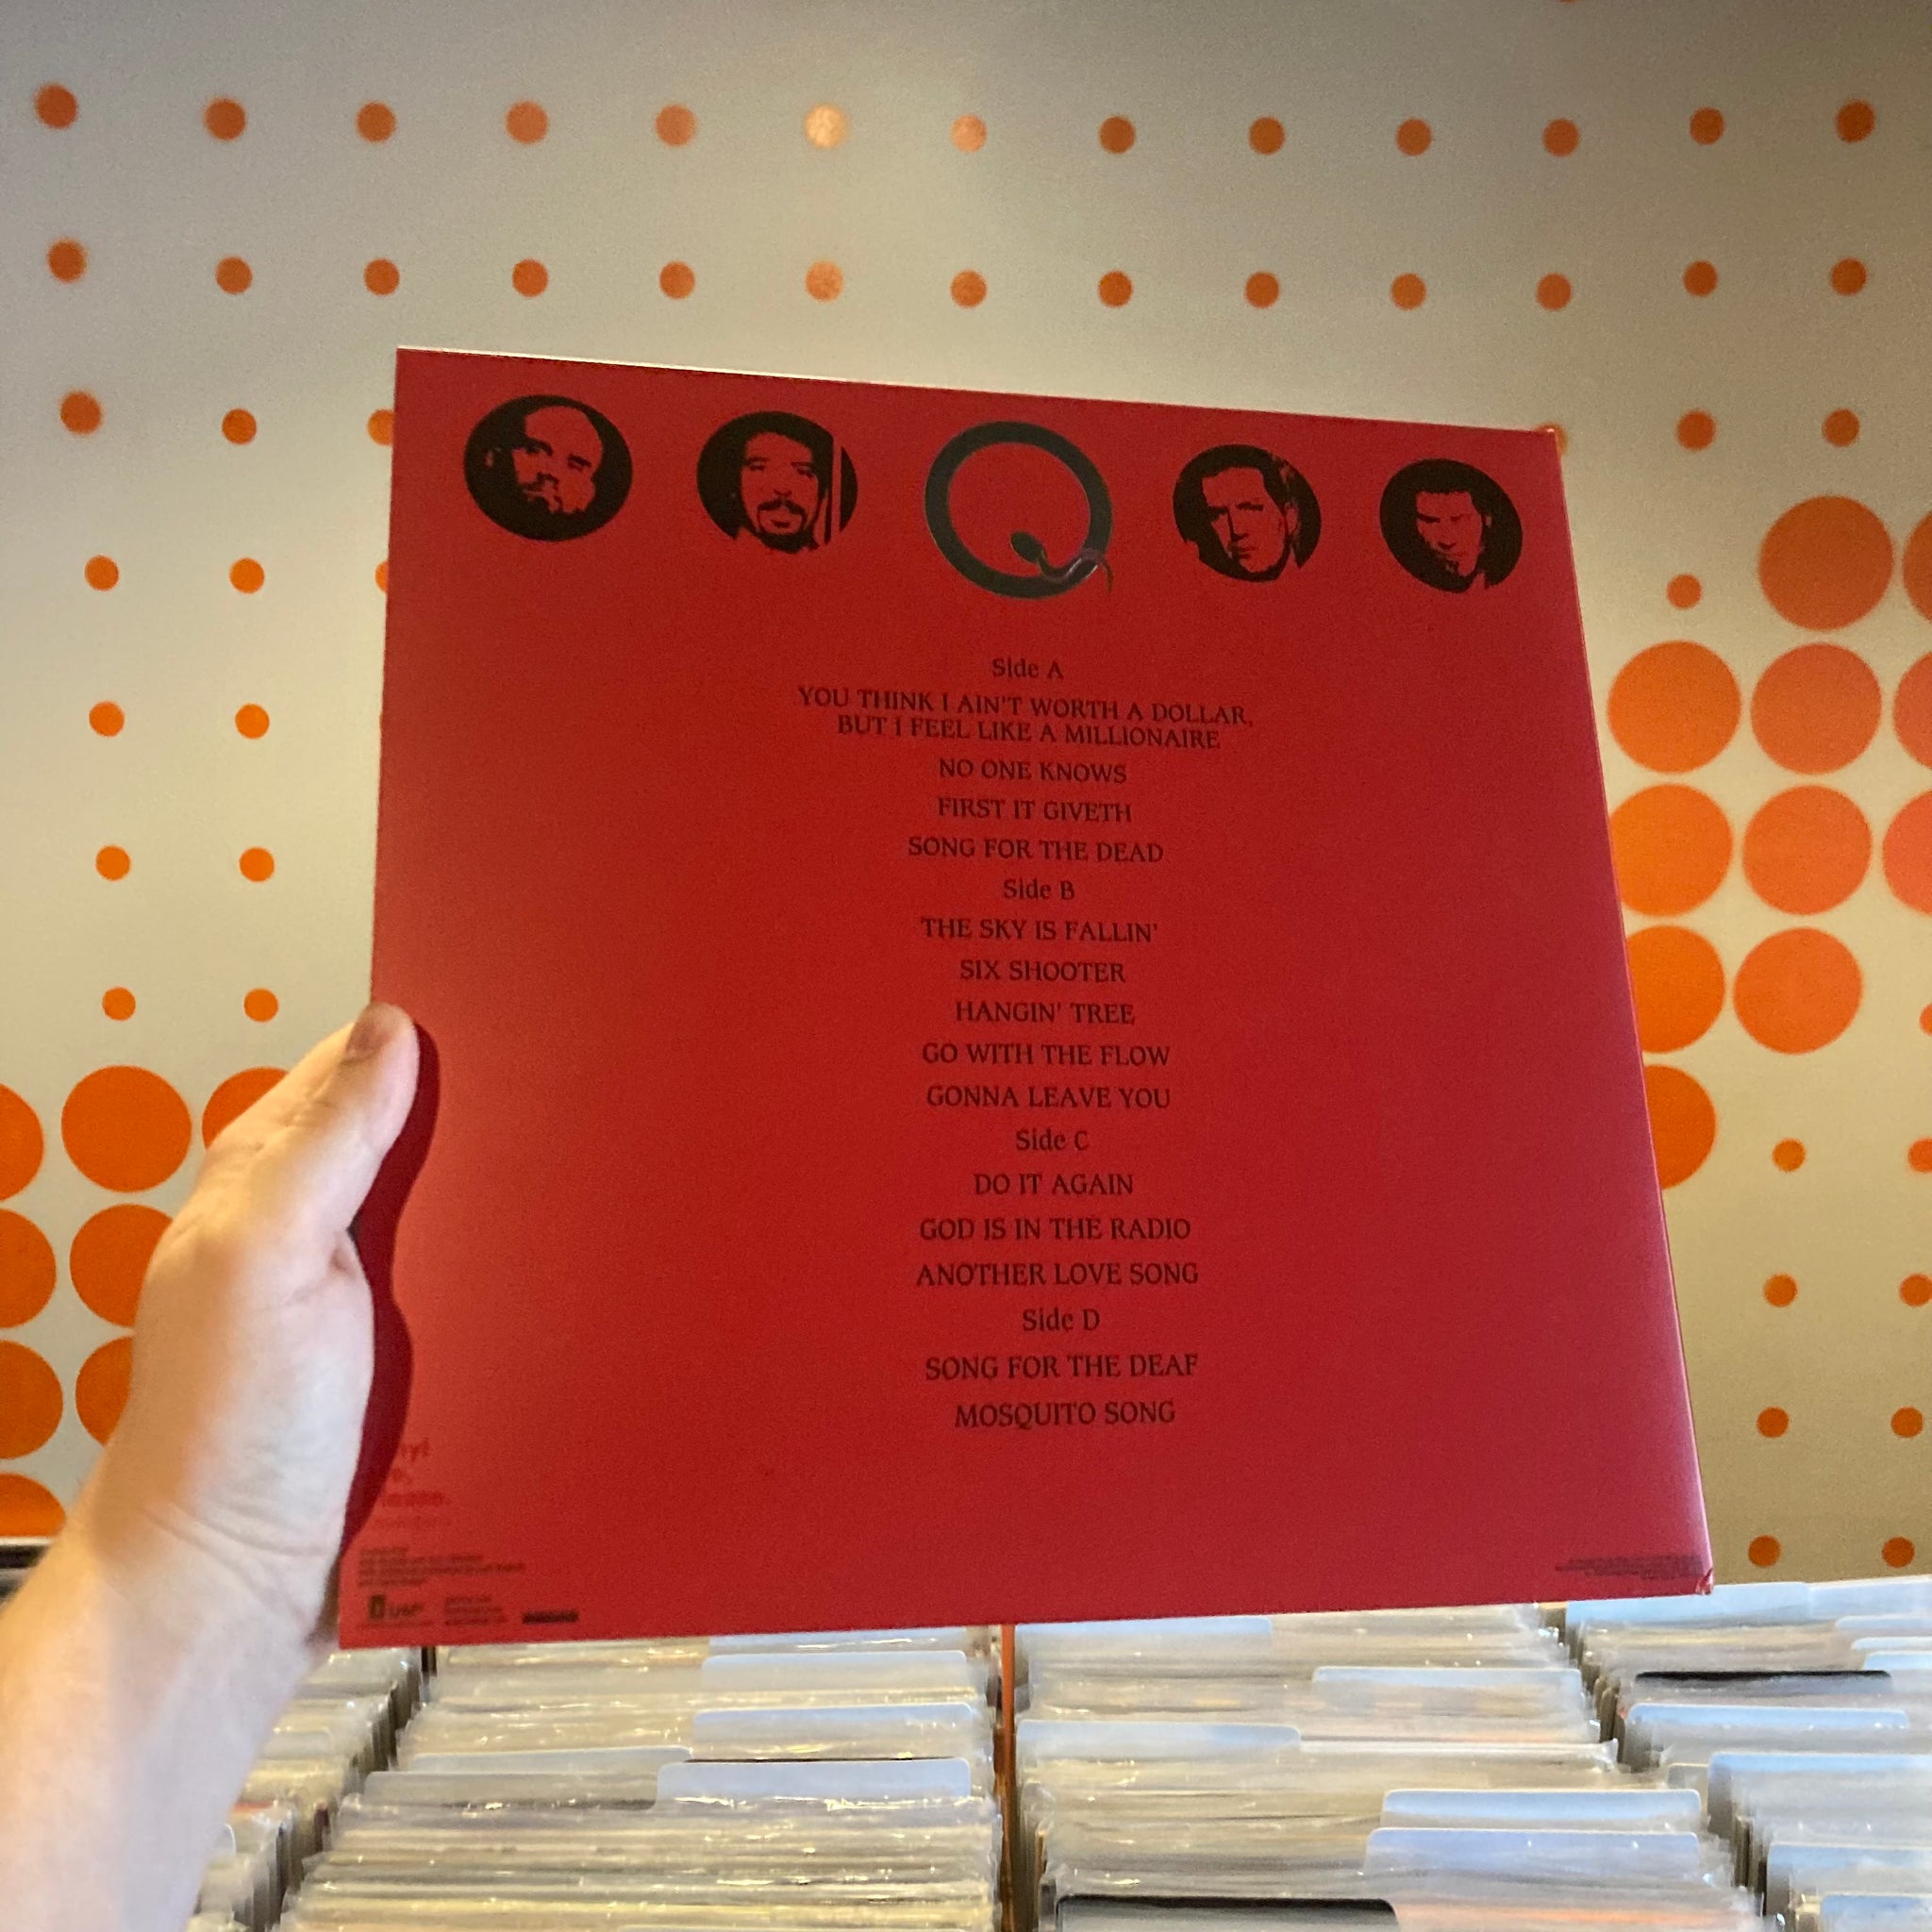 Side A
YOU THINK I AIN'T WORTH A DOLLAR,
BUT I FEEL LIKE A MILLIONAIRE
NO ONE KNOWS
FIRST IT GIVETH
SONG FOR THE DEAD
Side B
THE SKY IS FALLIN'
SIX SHOOTER
HANGIN' TREE
GO WITH THE FLOW
GONNA LEAVE YOU
Side C
DO IT AGAIN
GOD IS IN THE RADIO
ANOTHER LOVE SONG
Side D
SONG FOR THE DEAF
MOSQUITO SONG